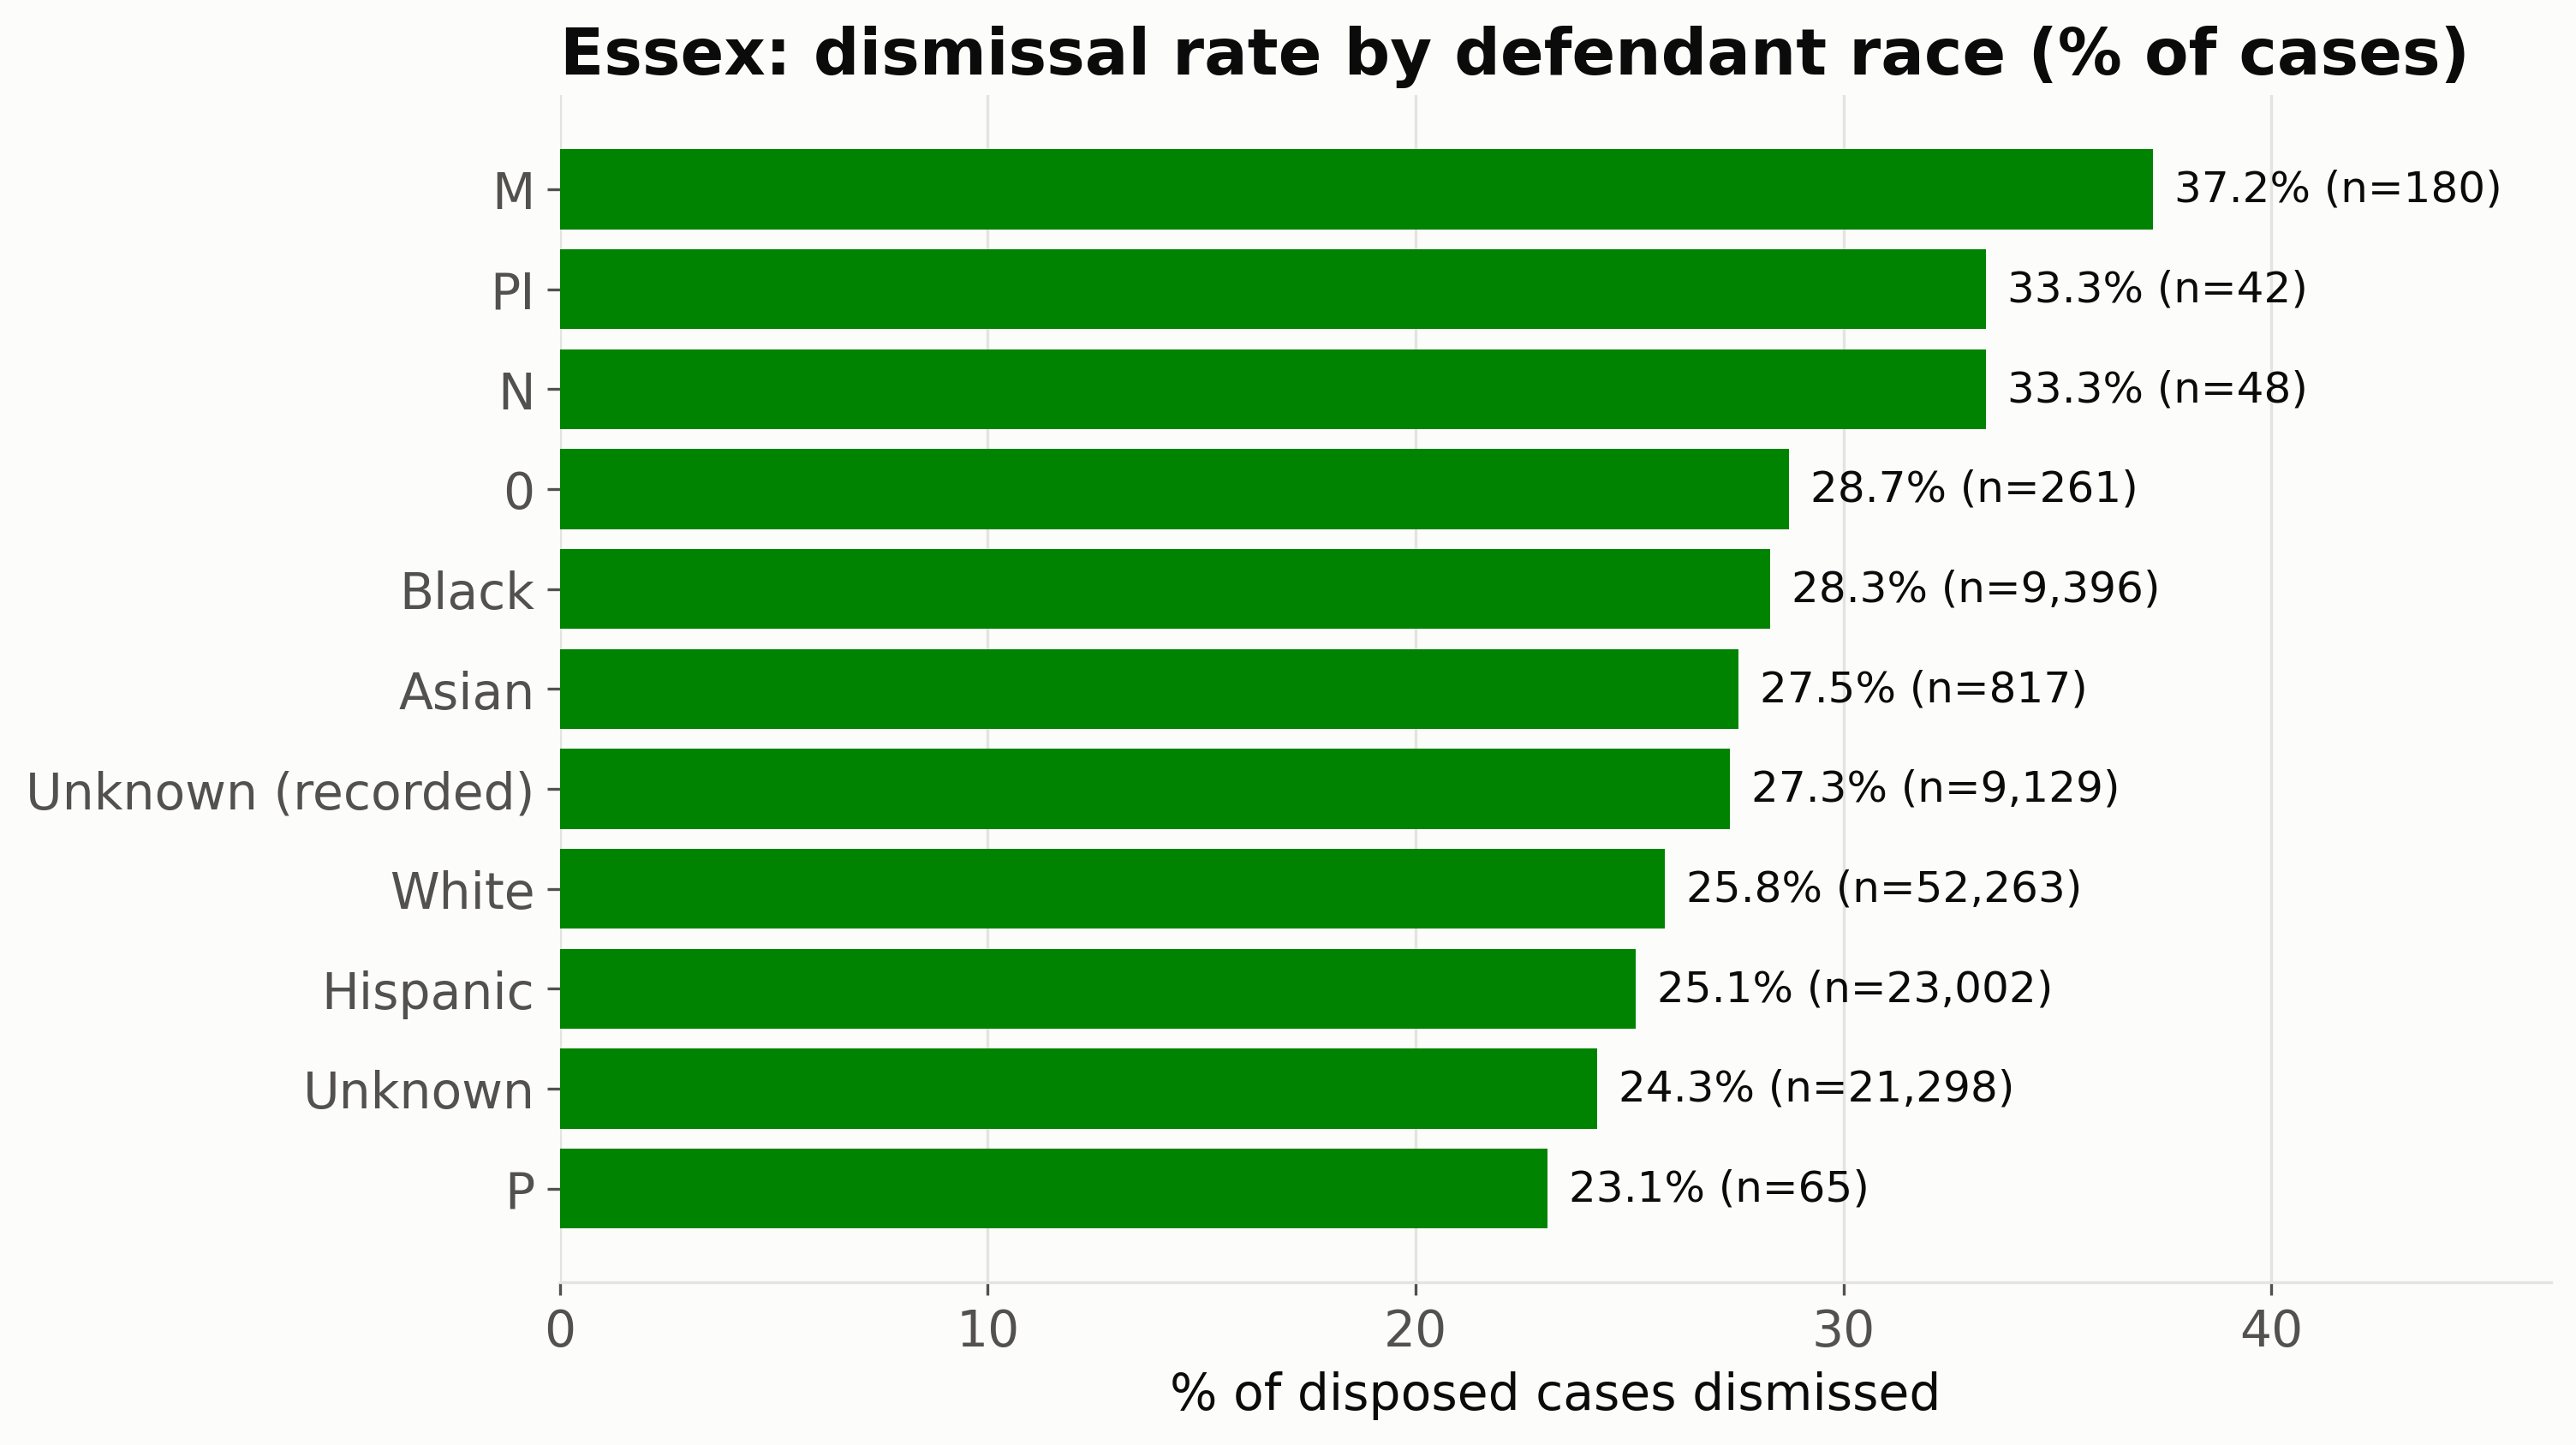 Essex: dismissal rate by defendant race (% of cases)
M 37.2% (n=180)
Pl 33.3% (n=42)
N 33.3% (n=48)
0 28.7% (n=261)
Black 28.3% (n=9,396)
Asian 27.5% (n=817)
Unknown (recorded) 27.3% (n=9,129)
White 25.8% (n=52,263)
Hispanic 25.1% (n=23,002)
Unknown 24.3% (n=21,298)
P 23.1% (n=65)
0 10 20 30 40
% of disposed cases dismissed